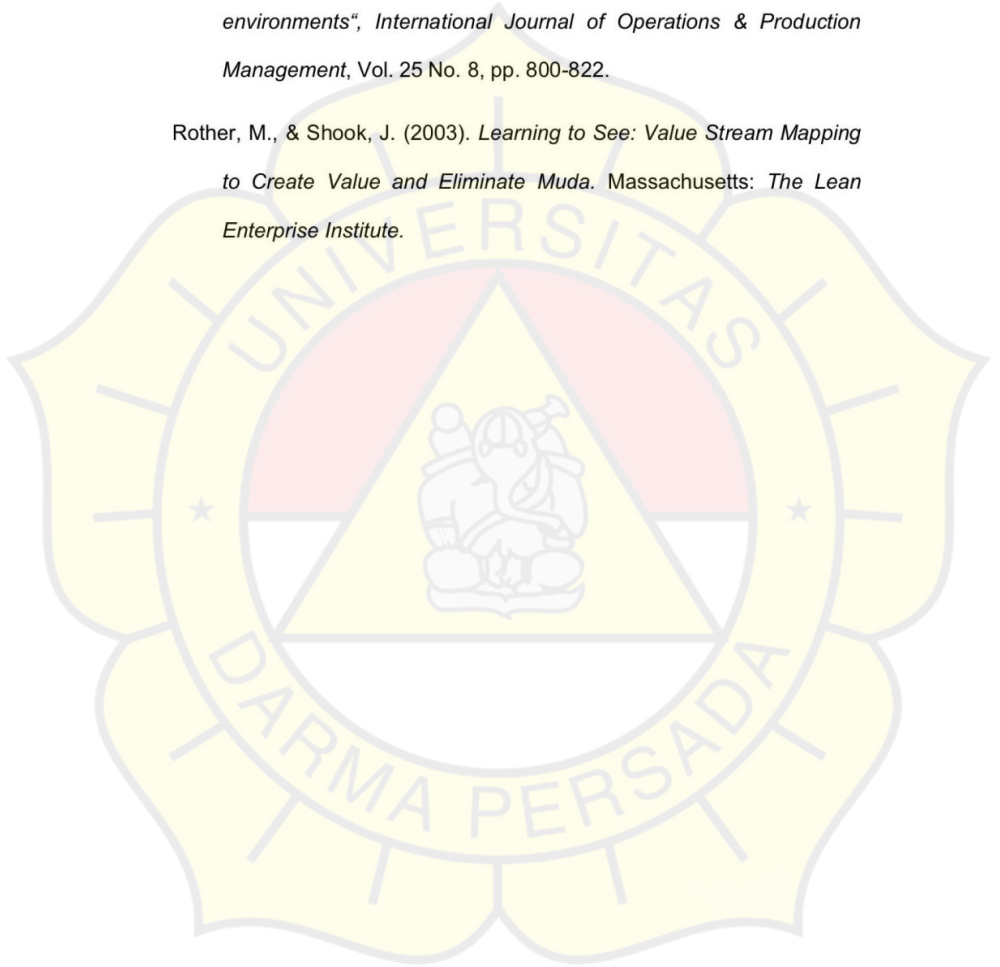 environments“, International Journal of Operations & Production
Management, Vol. 25 No. 8, pp. 800-822.
Rother, M., & Shook, J. (2003). Learning to See: Value Stream Mapping
to Create Value and Eliminate Muda. Massachusetts: The Lean
Enterprise Institute.
UNIVERSITAS
DARMA PERSADA